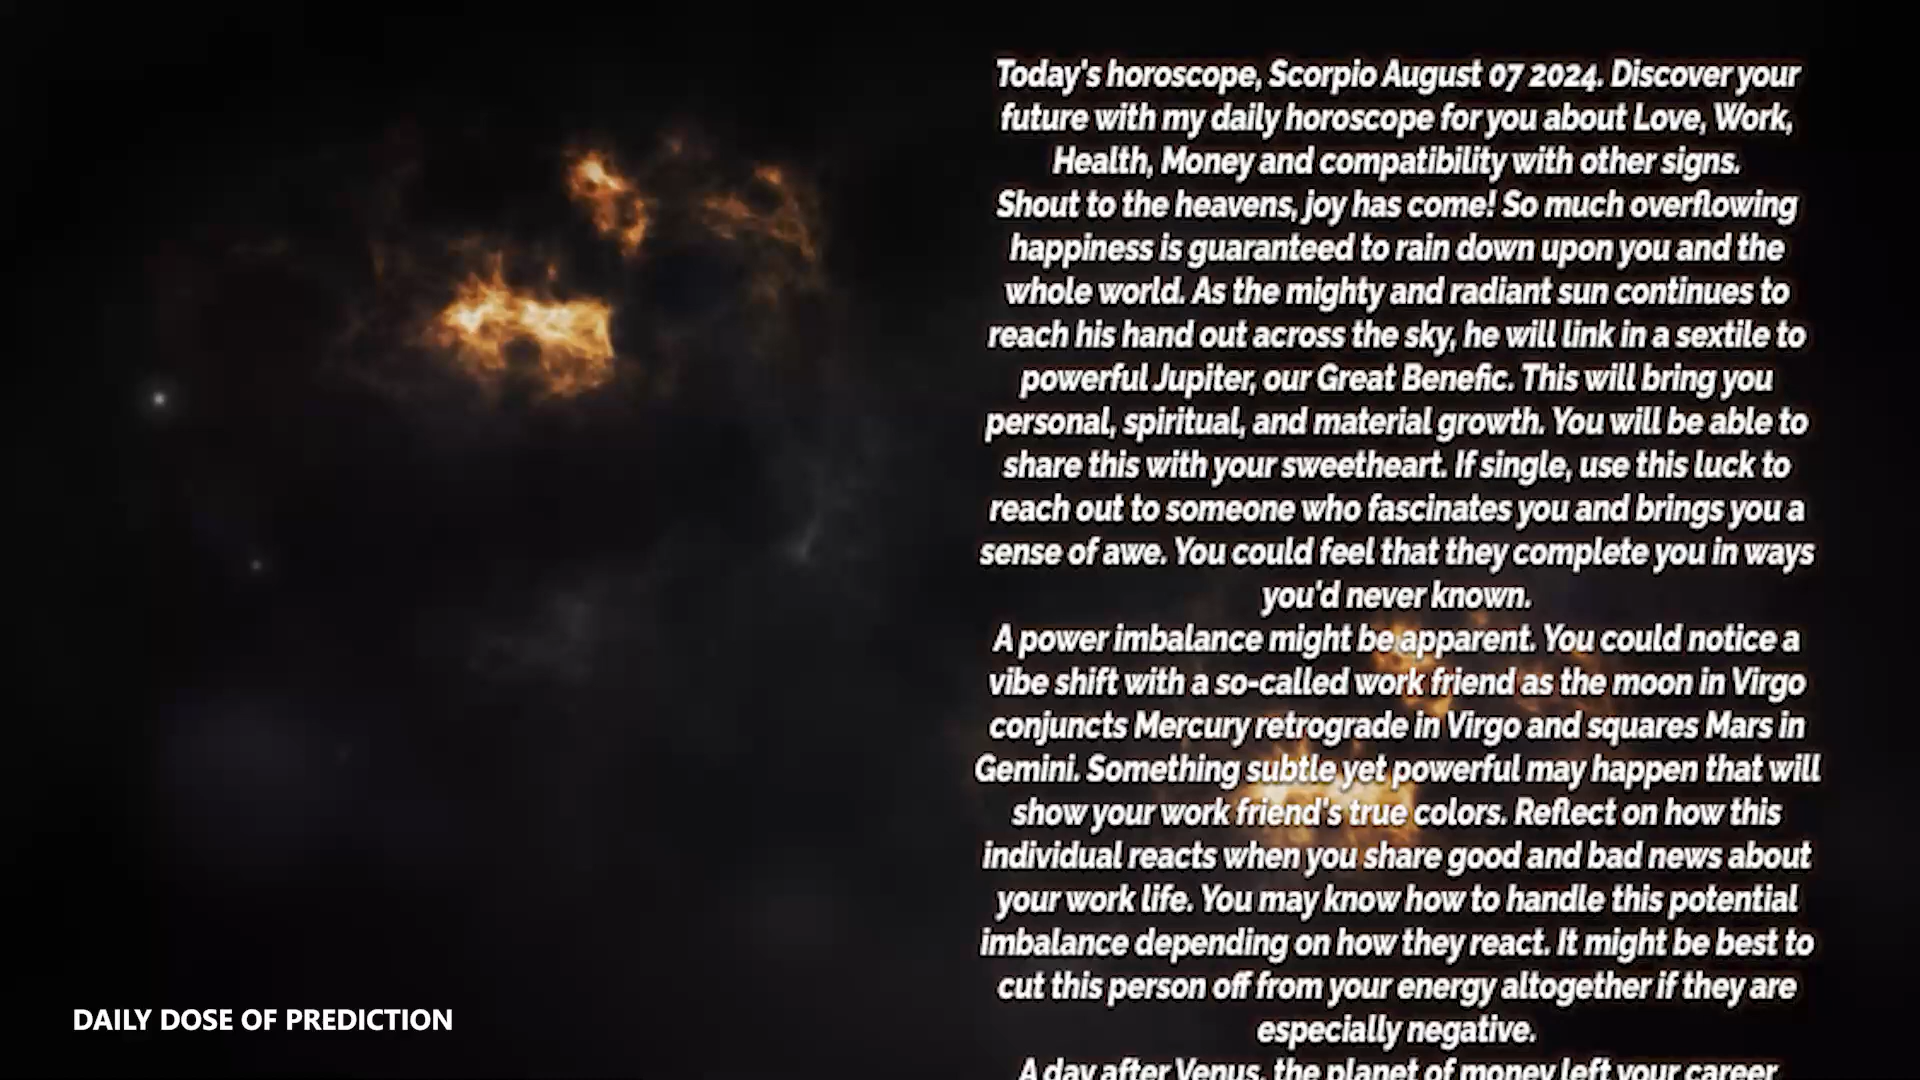 Today's horoscope, Scorpio August 07 2024. Discover your
future with my daily horoscope for you about Love, Work,
Health, Money and compatibility with other signs.
Shout to the heavens, joy has come! So much overflowing
happiness is guaranteed to rain down upon you and the
whole world. As the mighty and radiant sun continues to
reach his hand out across the sky, he will link in a sextile to
powerful Jupiter, our Great Benefic. This will bring you
personal, spiritual, and material growth. You will be able to
share this with your sweetheart. If single, use this luck to
reach out to someone who fascinates you and brings you a
sense of awe. You could feel that they complete you in ways
you'd never known.
A power imbalance might be apparent. You could notice a
vibe shift with a so-called work friend as the moon in Virgo
conjuncts Mercury retrograde in Virgo and squares Mars in
Gemini. Something subtle yet powerful may happen that will
show your work friend's true colors. Reflect on how this
individual reacts when you share good and bad news about
your work life. You may know how to handle this potential
imbalance depending on how they react. It might be best to
cut this person off from your energy altogether if they are
especially negative.
A day after Venus, the planet of money left your career
DAILY DOSE OF PREDICTION